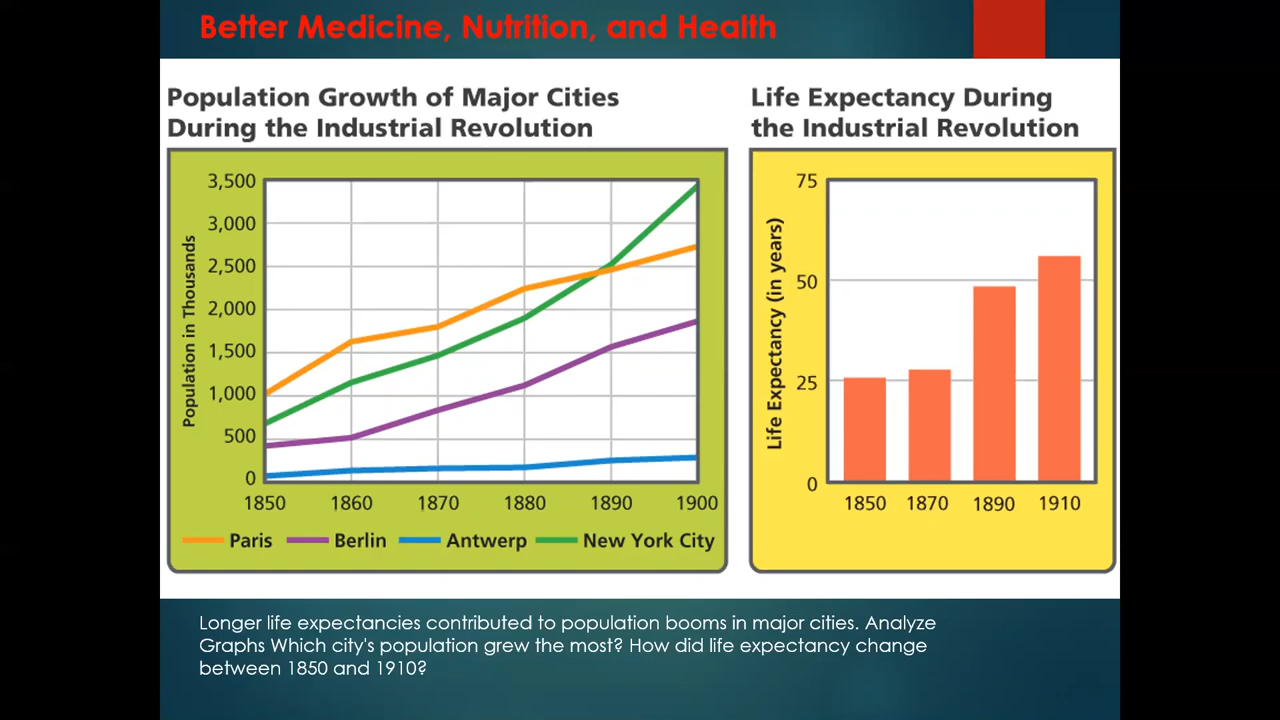 Better Medicine, Nutrition, and Health
Population Growth of Major Cities
During the Industrial Revolution
Population in Thousands
3,500
3,000
2,500
2,000
1,500
1,000
500
0
1850 1860 1870 1880 1890 1900
Paris Berlin Antwerp New York City
Life Expectancy During
the Industrial Revolution
Life Expectancy (in years)
75
50
25
0
1850 1870 1890 1910
Longer life expectancies contributed to population booms in major cities. Analyze
Graphs Which city's population grew the most? How did life expectancy change
between 1850 and 1910?